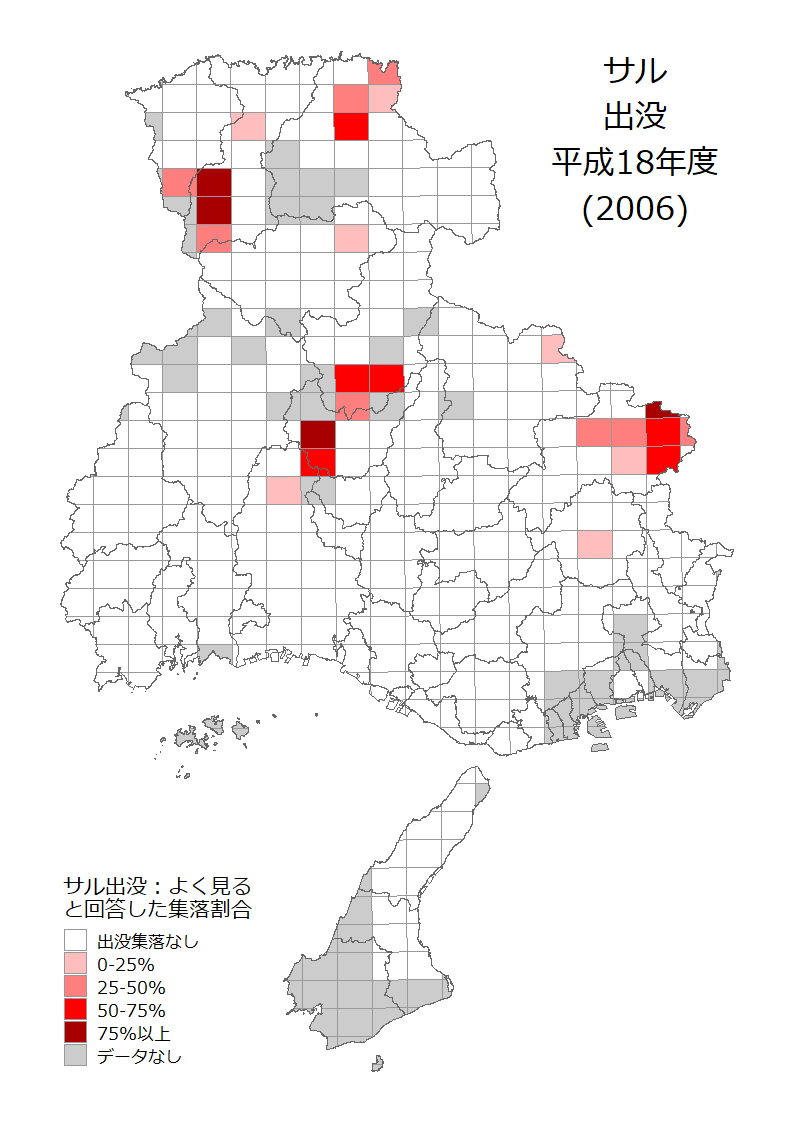 サル
出没
平成18年度
(2006)
サル出没：よく見る
と回答した集落割合
出没集落なし
0-25%
25-50%
50-75%
75%以上
データなし